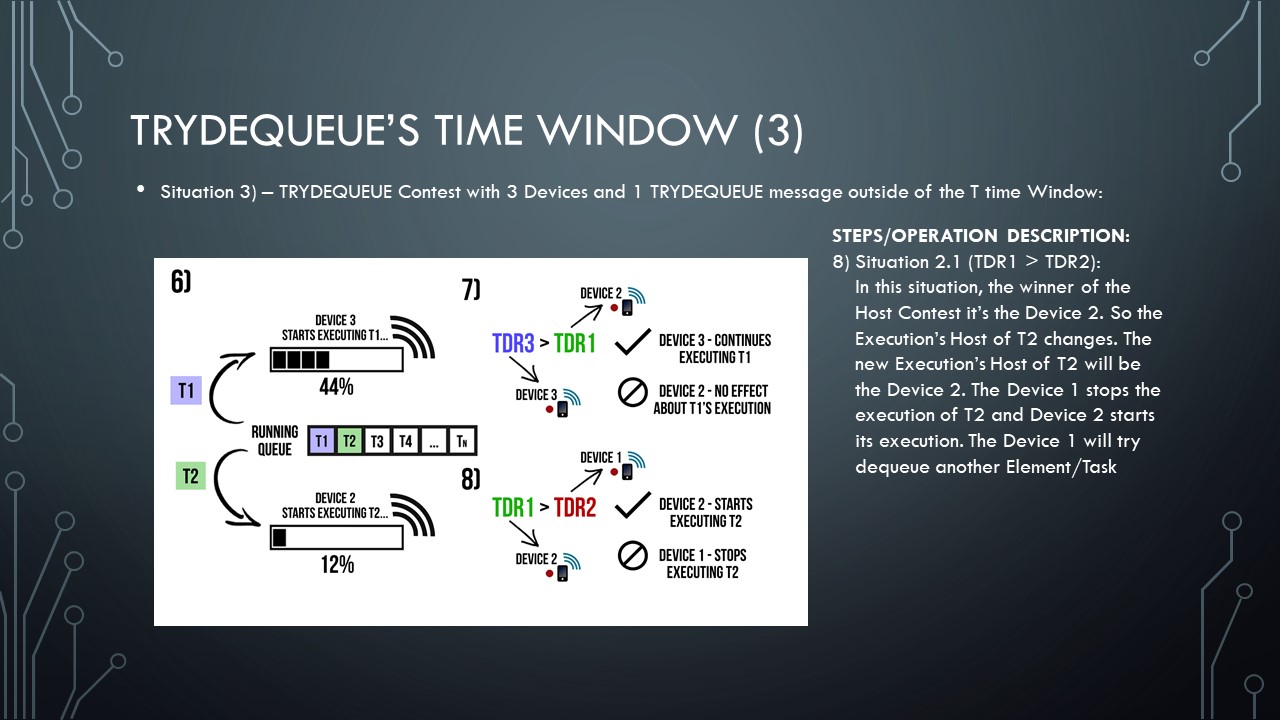 TRYDEQUEUE’S TIME WINDOW (3)
• Situation 3) – TRYDEQUEUE Contest with 3 Devices and 1 TRYDEQUEUE message outside of the T time Window:
6)
DEVICE 3
STARTS EXECUTING T1...
44%
T1
RUNNING
QUEUE
T1 T2 T3 T4 ... TN
T2
DEVICE 2
STARTS EXECUTING T2...
12%
7)
DEVICE 2
TDR3 > TDR1
DEVICE 3
DEVICE 3 - CONTINUES
EXECUTING T1
DEVICE 2 - NO EFFECT
ABOUT T1'S EXECUTION
8)
DEVICE 1
TDR1 > TDR2
DEVICE 2
DEVICE 2 - STARTS
EXECUTING T2
DEVICE 1 - STOPS
EXECUTING T2
STEPS/OPERATION DESCRIPTION:
8) Situation 2.1 (TDR1 > TDR2):
In this situation, the winner of the
Host Contest it’s the Device 2. So the
Execution’s Host of T2 changes. The
new Execution’s Host of T2 will be
the Device 2. The Device 1 stops the
execution of T2 and Device 2 starts
its execution. The Device 1 will try
dequeue another Element/Task